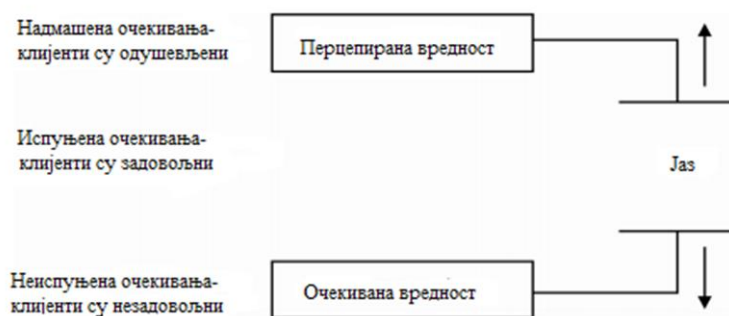 Надмашена очекивања-
клијенти су одушевљени
Перцепирана вредност
Испуњена очекивања-
клијенти су задовољни
Јаз
Неиспуњена очекивања-
клијенти су незадовољни
Очекивана вредност